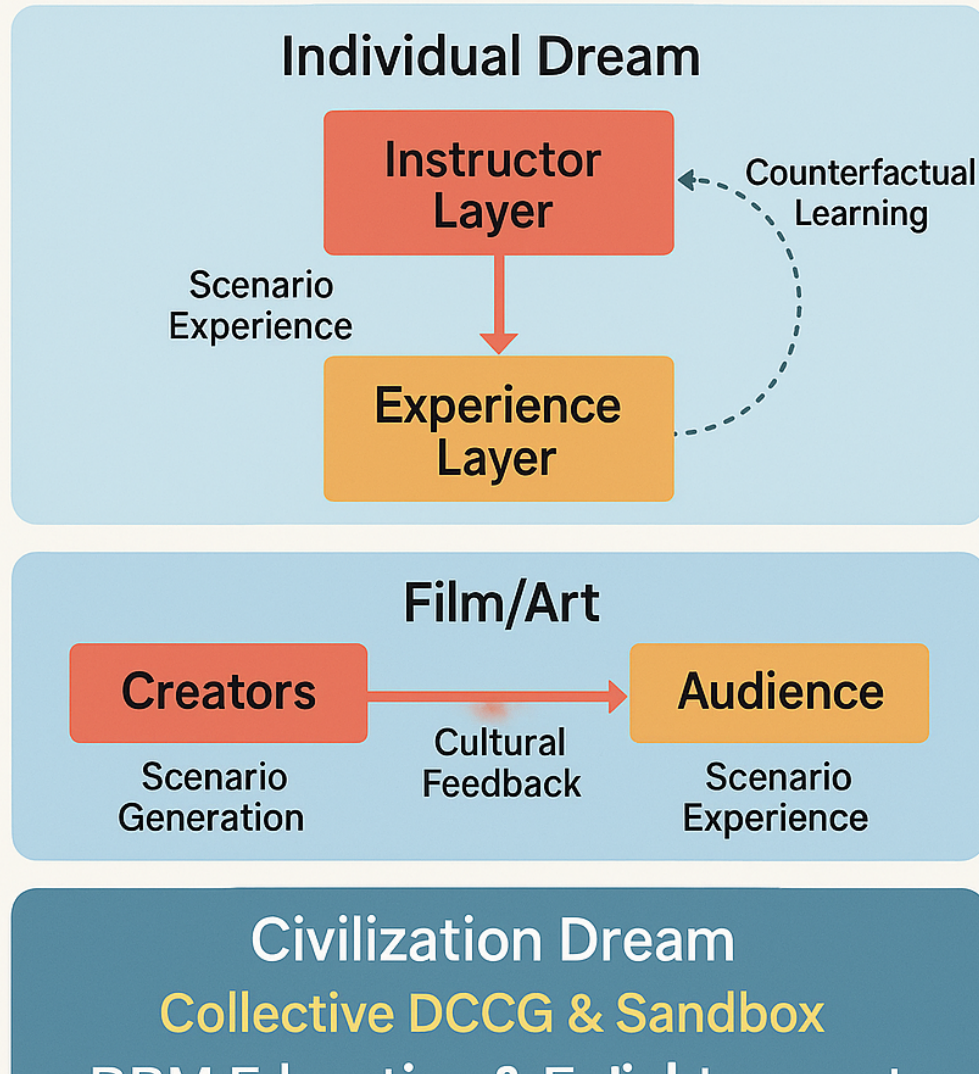 Individual Dream
Instructor
Layer
Counterfactual
Learning
Scenario
Experience
Experience
Layer
Film/Art
Creators
Audience
Cultural
Feedback
Scenario
Generation
Scenario
Experience
Civilization Dream
Collective DCCG & Sandbox